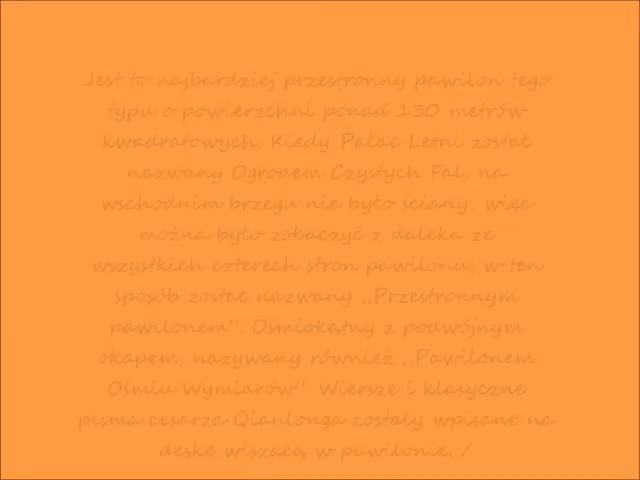 Jest to najbardziej przestronny pawilon tego
typu o powierzchni ponad 130 metrów
kwadratowych. Kiedy Pałac Letni został
nazwany Ogrodem Czystych Fal, na
wschodnim brzegu nie było ściany, więc
można było zobaczyć z daleka ze
wszystkich czterech stron pawilonu; w ten
sposób został nazwany ,,Przestronnym
pawilonem". Ośmiokątny z podwójnym
okapem, nazywany również ,,Pawilonem
Ośmiu Wymiarów". Wiersze i klasyczne
pisma cesarza Qianlonga zostały wpisane na
deskę wiszącą w pawilonie, /